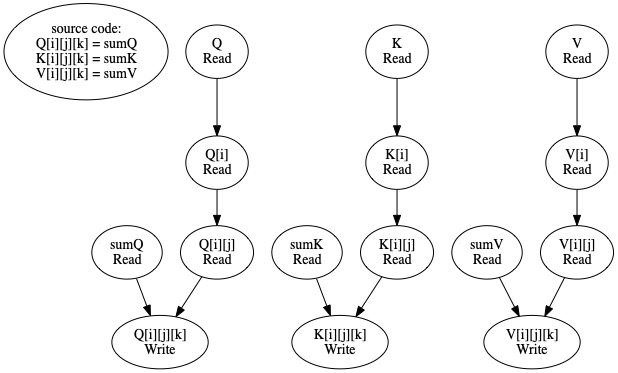 source code:
Q[i][j][k] = sumQ
K[i][j][k] = sumK
V[i][j][k] = sumV
Q
Read
K
Read
V
Read
Q[i]
Read
K[i]
Read
V[i]
Read
sumQ
Read
Q[i][j]
Read
sumK
Read
K[i][j]
Read
sumV
Read
V[i][j]
Read
Q[i][j][k]
Write
K[i][j][k]
Write
V[i][j][k]
Write